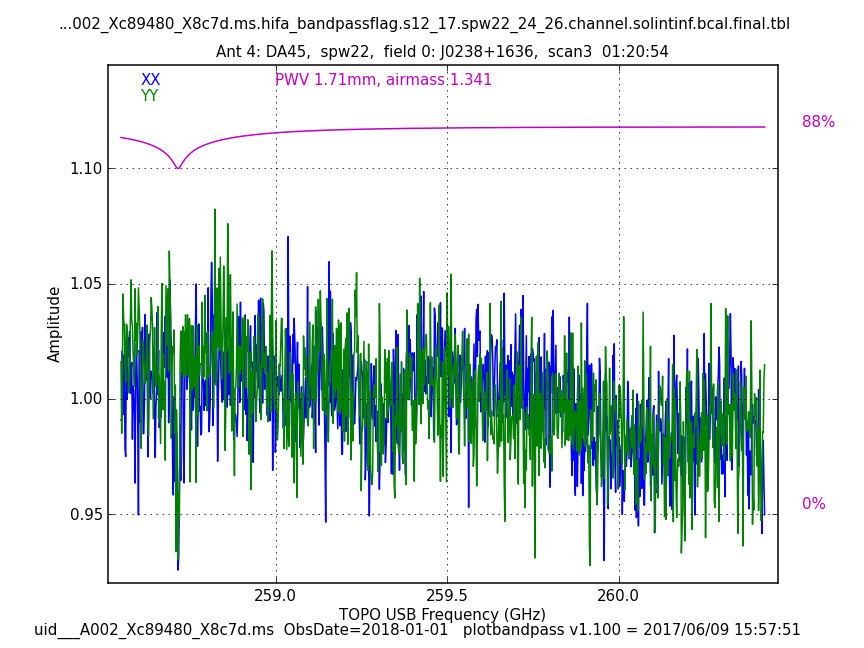 ...002_Xc89480_X8c7d.ms.hifa_bandpassflag.s12_17.spw22_24_26.channel.solintinf.bcal.final.tbl
Ant 4: DA45, spw22, field 0: J0238+1636, scan3 01:20:54
XX PWV 1.71mm, airmass 1.341
YY
88%
1.10
1.05
Amplitude
1.00
0%
0.95
259.0 259.5 260.0
TOPO USB Frequency (GHz)
uid___A002_Xc89480_X8c7d.ms ObsDate=2018-01-01 plotbandpass v1.100 = 2017/06/09 15:57:51